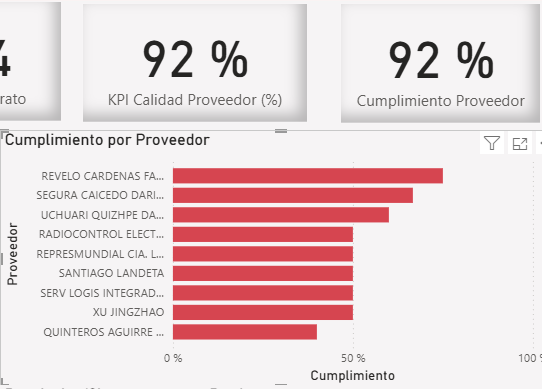 92 %
92 %
rato
KPI Calidad Proveedor (%)
Cumplimiento Proveedor
Cumplimiento por Proveedor
Proveedor
REVELO CARDENAS FA...
SEGURA CAICEDO DARI...
UCHUARI QUIZHPE DA...
RADIOCONTROL ELECT...
REPRESMUNDIAL CIA. L...
SANTIAGO LANDETA
SERV LOGIS INTEGRAD...
XU JINGZHAO
QUINTEROS AGUIRRE ...
0 %
50 %
100 %
Cumplimiento